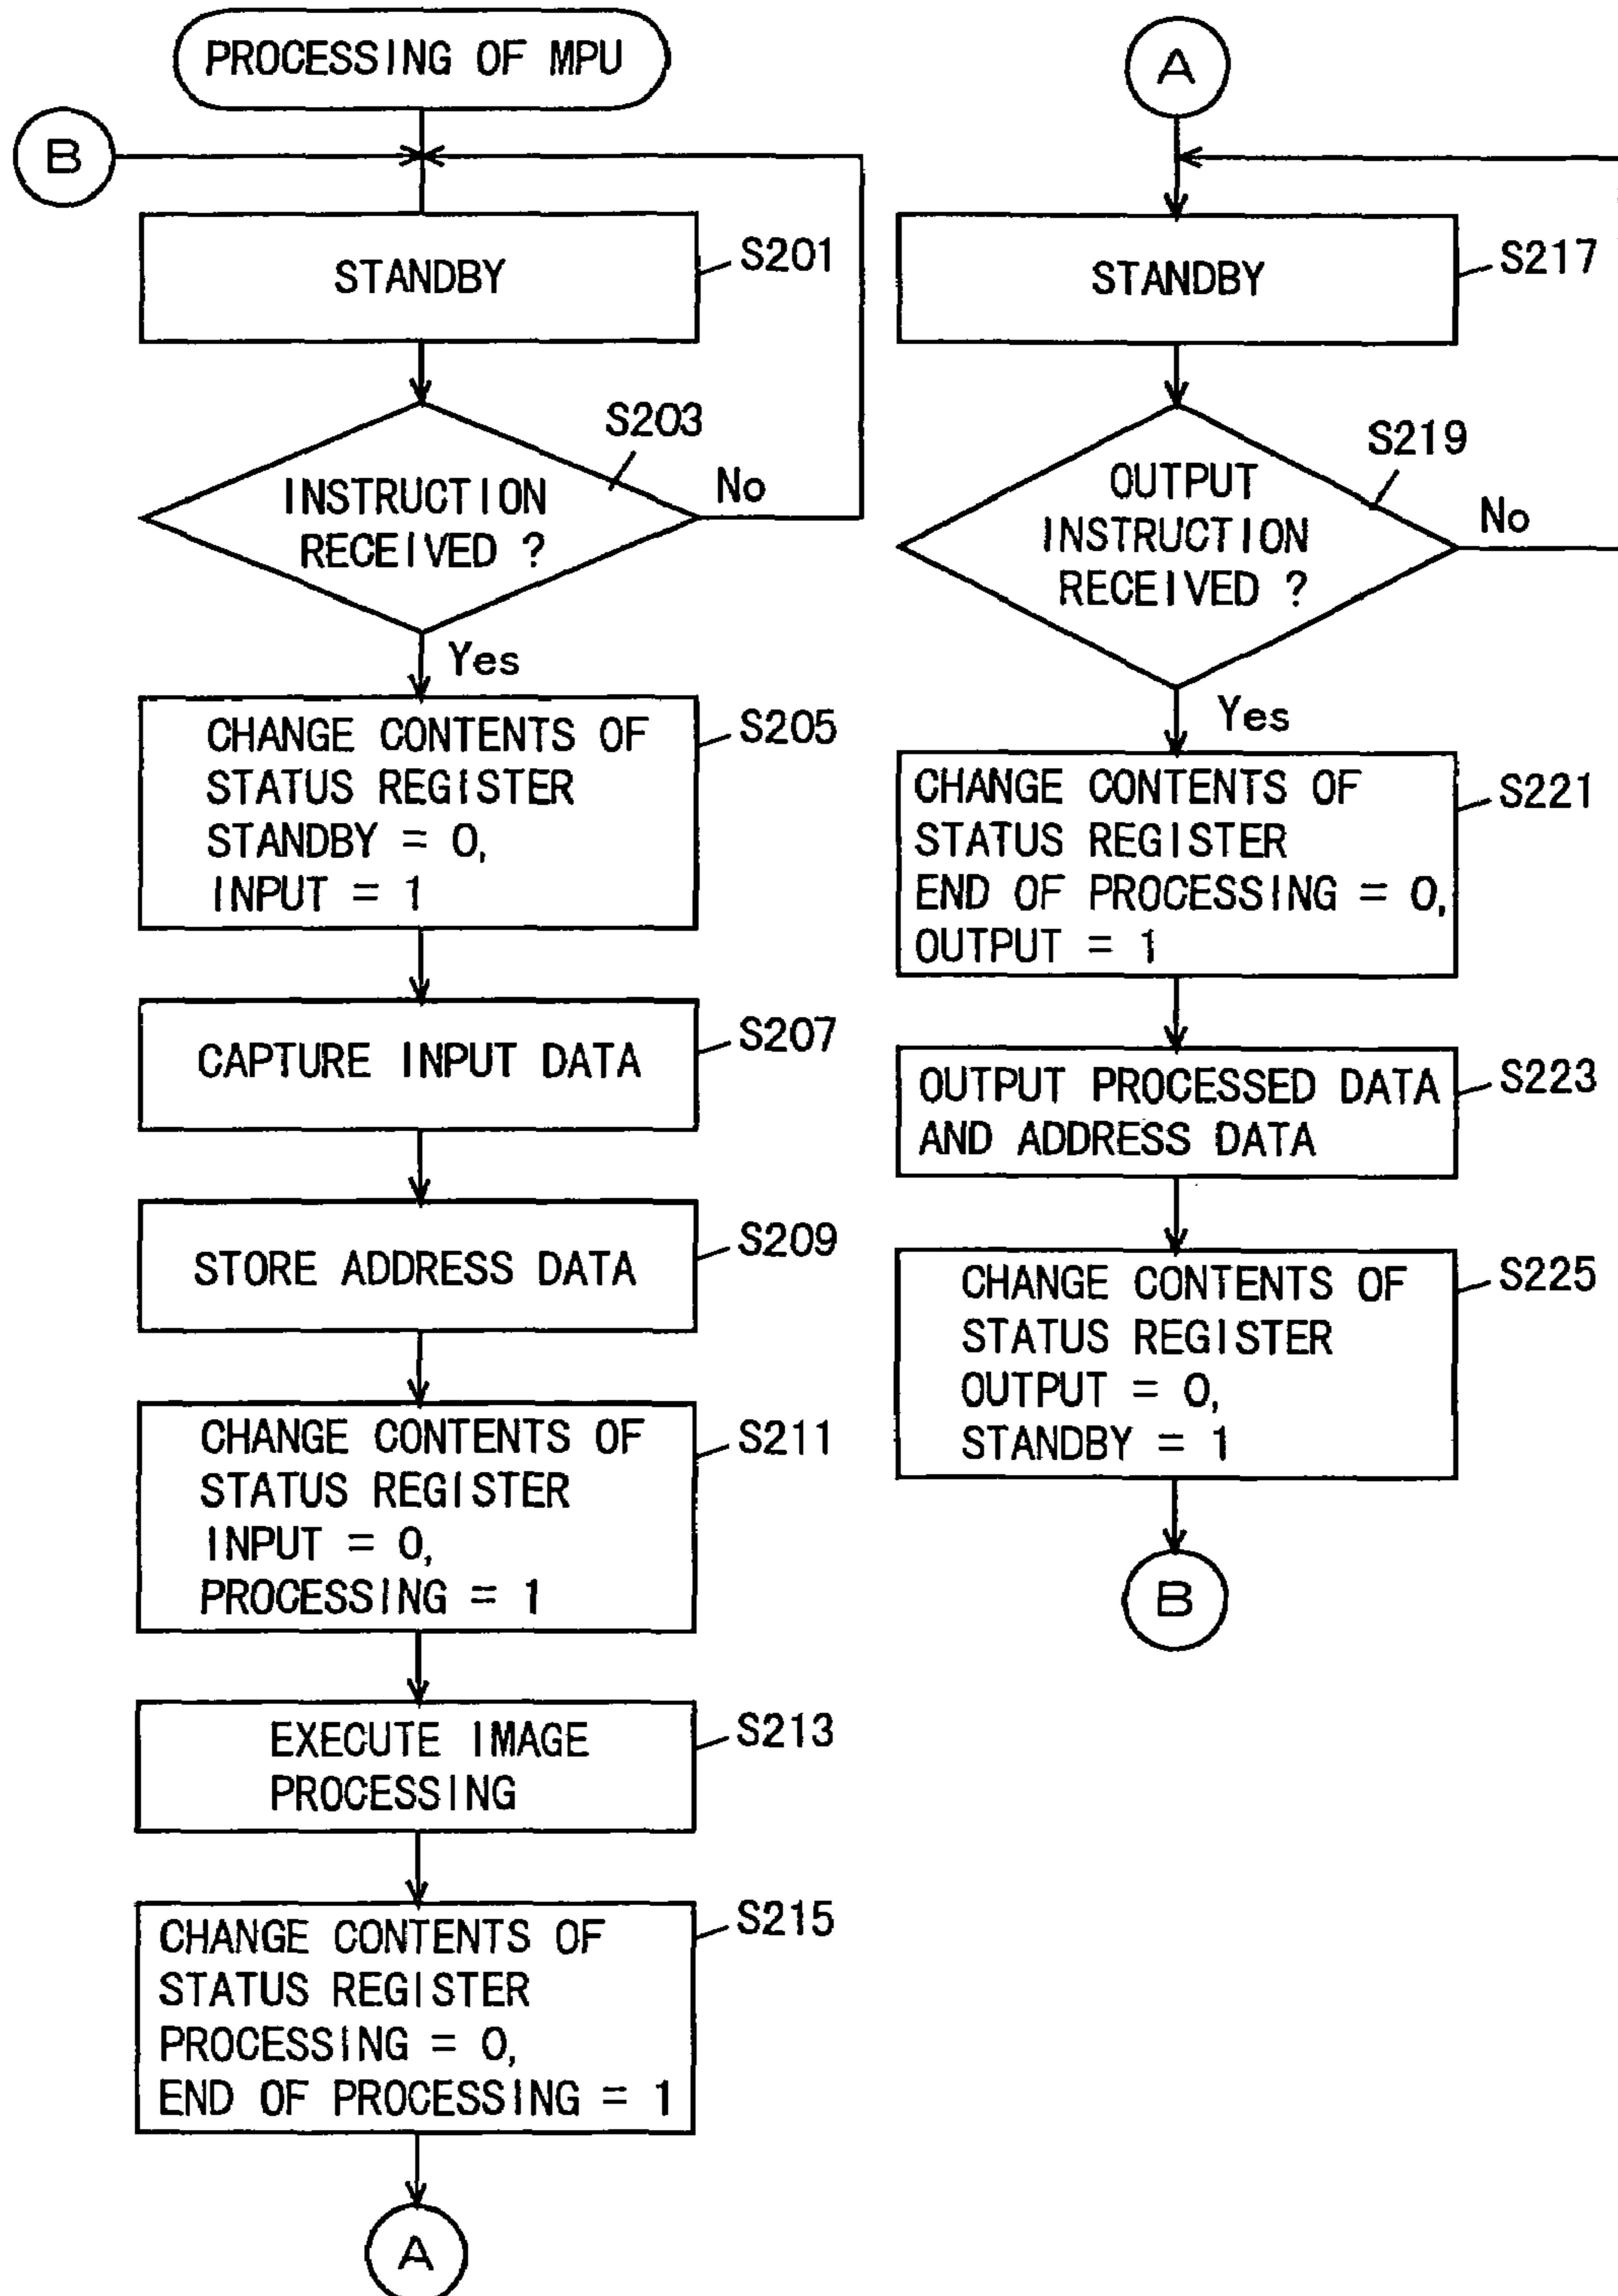 PROCESSING OF MPU
B
STANDBY
S201
S203
INSTRUCTION
RECEIVED ?
No
Yes
CHANGE CONTENTS OF
STATUS REGISTER
STANDBY = 0,
INPUT = 1
S205
CAPTURE INPUT DATA
S207
STORE ADDRESS DATA
S209
CHANGE CONTENTS OF
STATUS REGISTER
INPUT = 0,
PROCESSING = 1
S211
EXECUTE IMAGE
PROCESSING
S213
CHANGE CONTENTS OF
STATUS REGISTER
PROCESSING = 0,
END OF PROCESSING = 1
S215
A
A
STANDBY
S217
S219
OUTPUT
INSTRUCTION
RECEIVED ?
No
Yes
CHANGE CONTENTS OF
STATUS REGISTER
END OF PROCESSING = 0,
OUTPUT = 1
S221
OUTPUT PROCESSED DATA
AND ADDRESS DATA
S223
CHANGE CONTENTS OF
STATUS REGISTER
OUTPUT = 0,
STANDBY = 1
S225
B